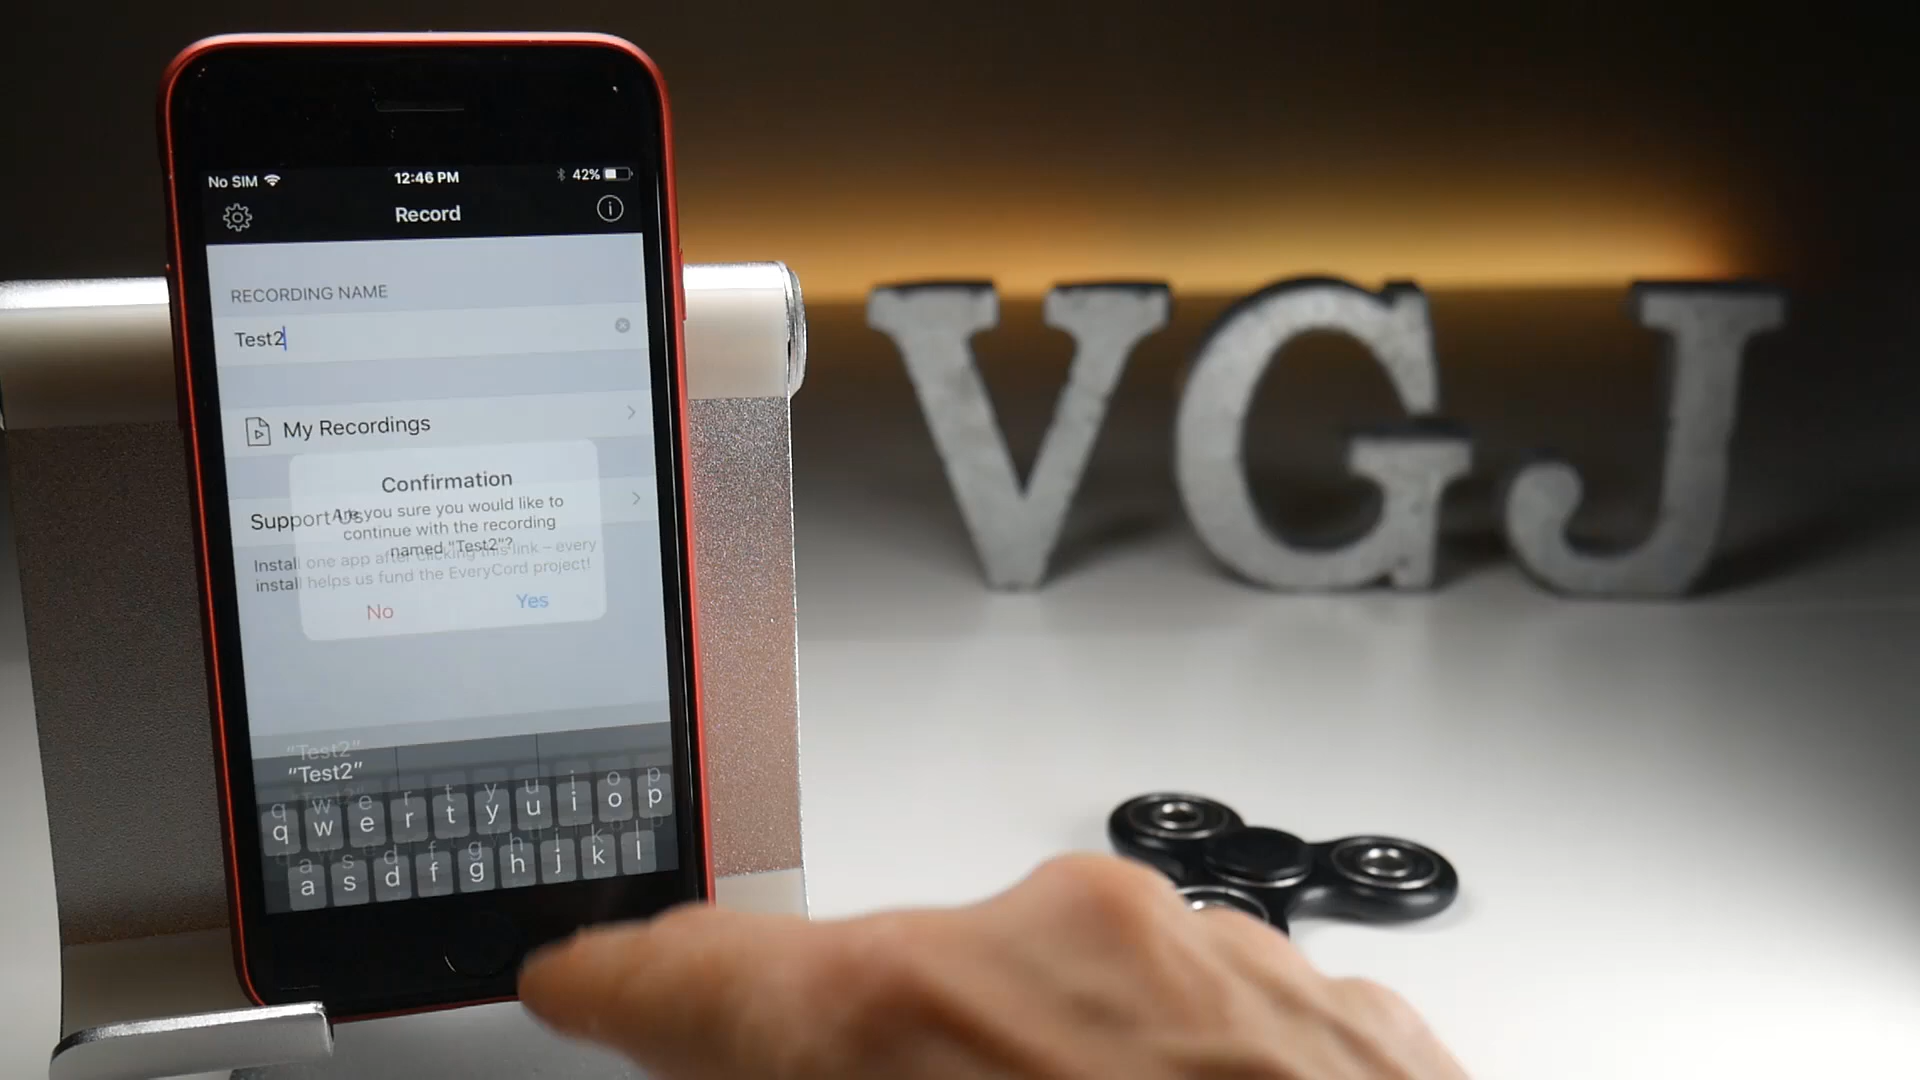 No SIM 12:46 PM 42%
Record
RECORDING NAME
Test2
My Recordings
Confirmation
Are you sure you would like to
continue with the recording
named "Test2"?
Support Us
Install one app after clicking this link – every
install helps us fund the EveryCord project!
No Yes
"Test2"
q w e r t y u i o p
a s d f g h j k l
VGJ